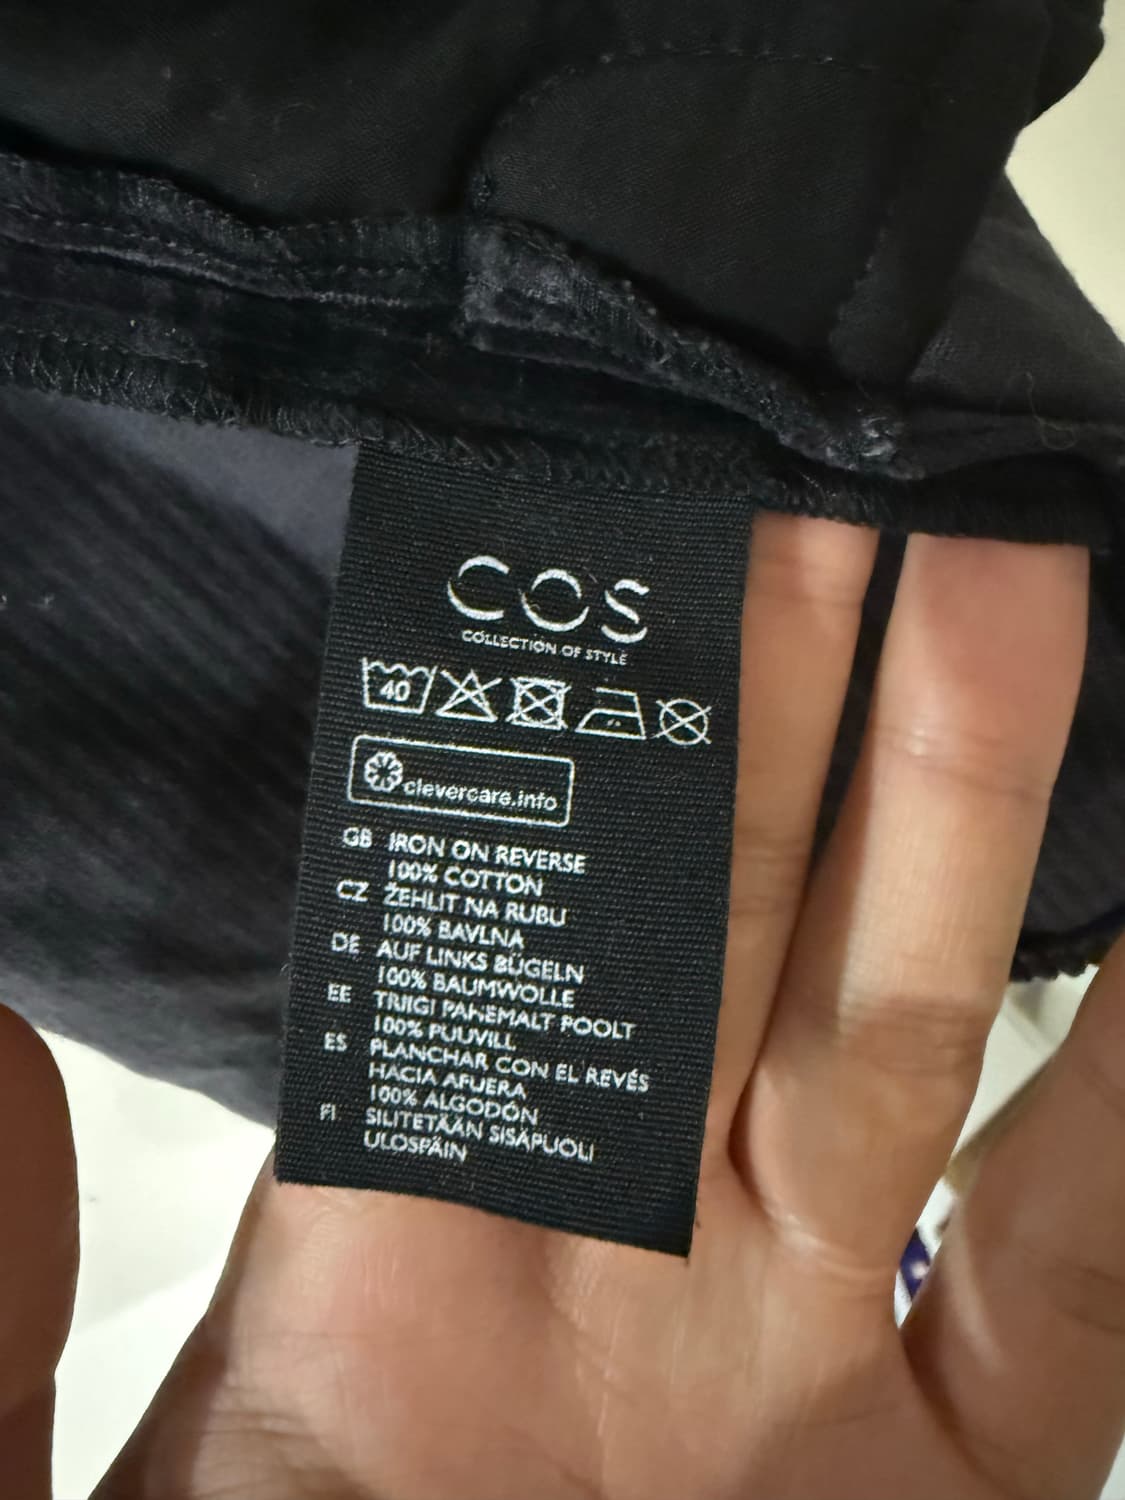 COS
COLLECTION OF STYLE
40
clevercare.info
GB IRON ON REVERSE
100% COTTON
CZ ŽEHLIT NA RUBU
100% BAVLNA
DE AUF LINKS BÜGELN
100% BAUMWOLLE
EE TRIIGI PAHEMALT POOLT
100% PUUVILL
ES PLANCHAR CON EL REVÉS
HACIA AFUERA
100% ALGODÓN
FI SILITETÄÄN SISÄPUOLI
ULOSPÄIN